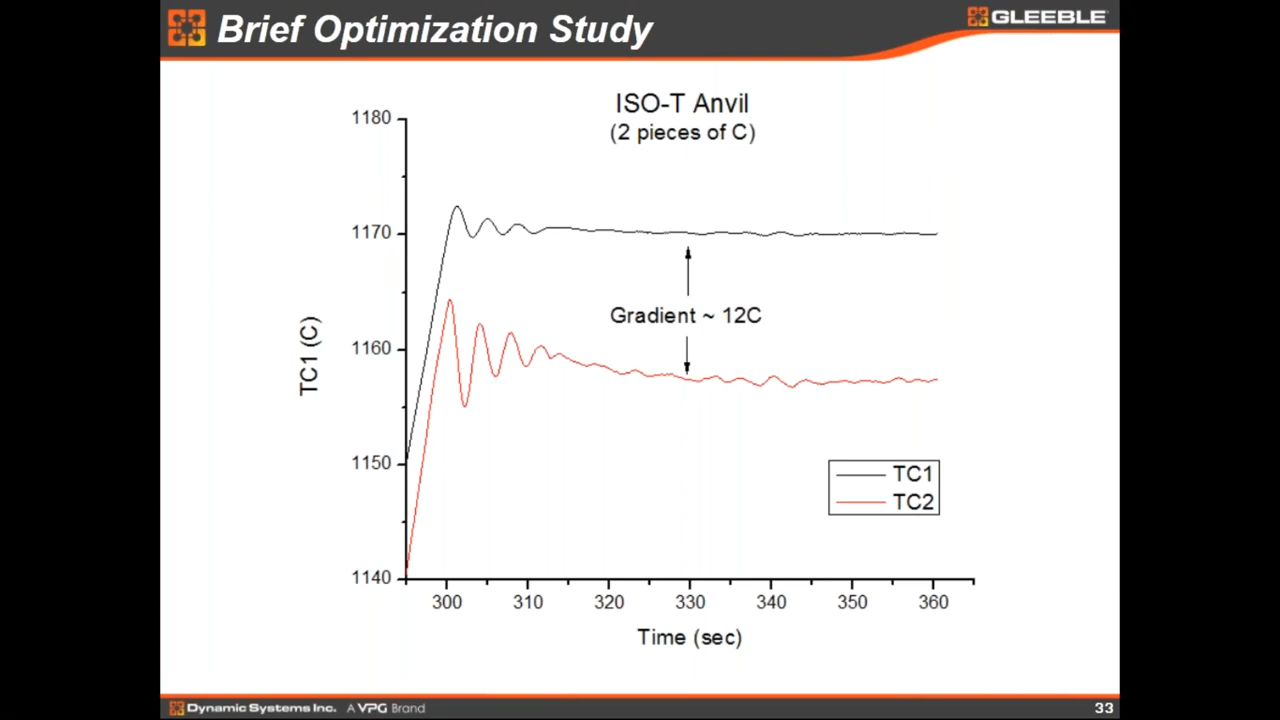 Brief Optimization Study
GLEEBLE
ISO-T Anvil
(2 pieces of C)
1180
1170
1160
1150
1140
TC1 (C)
Gradient ~ 12C
TC1
TC2
300 310 320 330 340 350 360
Time (sec)
Dynamic Systems Inc. A VPG Brand
33